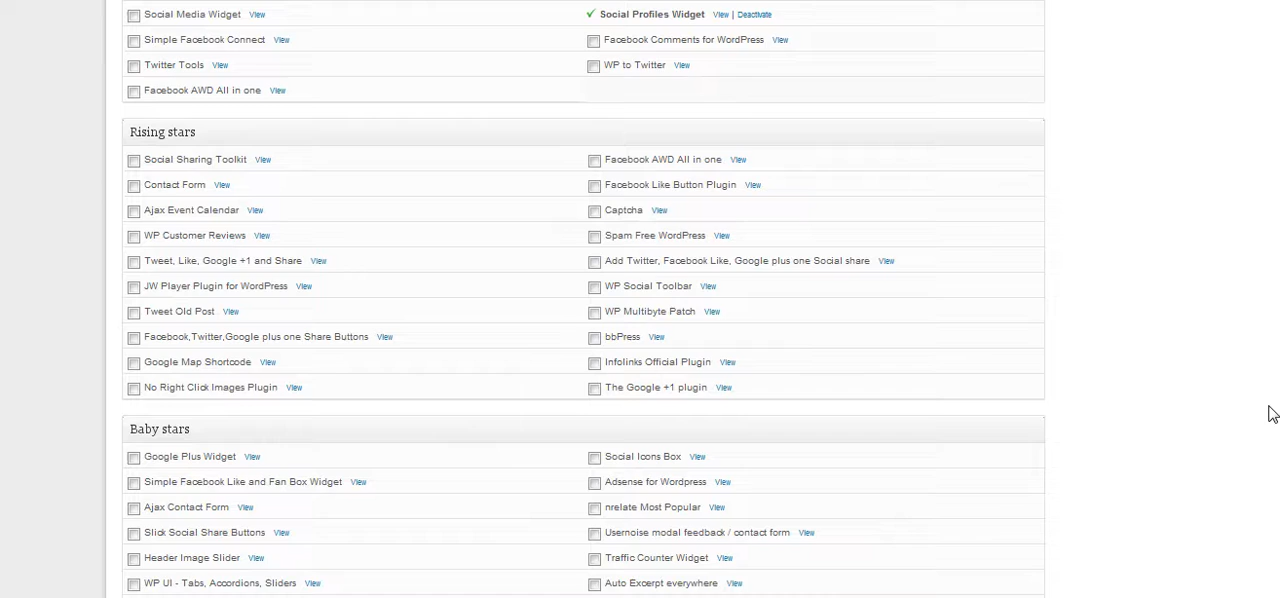 Social Media Widget View ✓ Social Profiles Widget View | Deactivate
Simple Facebook Connect View Facebook Comments for WordPress View
Twitter Tools View WP to Twitter View
Facebook AWD All in one View
Rising stars
Social Sharing Toolkit View Facebook AWD All in one View
Contact Form View Facebook Like Button Plugin View
Ajax Event Calendar View Captcha View
WP Customer Reviews View Spam Free WordPress View
Tweet, Like, Google +1 and Share View Add Twitter, Facebook Like, Google plus one Social share View
JW Player Plugin for WordPress View WP Social Toolbar View
Tweet Old Post View WP Multibyte Patch View
Facebook,Twitter,Google plus one Share Buttons View bbPress View
Google Map Shortcode View Infolinks Official Plugin View
No Right Click Images Plugin View The Google +1 plugin View
Baby stars
Google Plus Widget View Social Icons Box View
Simple Facebook Like and Fan Box Widget View Adsense for Wordpress View
Ajax Contact Form View nrelate Most Popular View
Slick Social Share Buttons View Usernoise modal feedback / contact form View
Header Image Slider View Traffic Counter Widget View
WP UI - Tabs, Accordions, Sliders View Auto Excerpt everywhere View